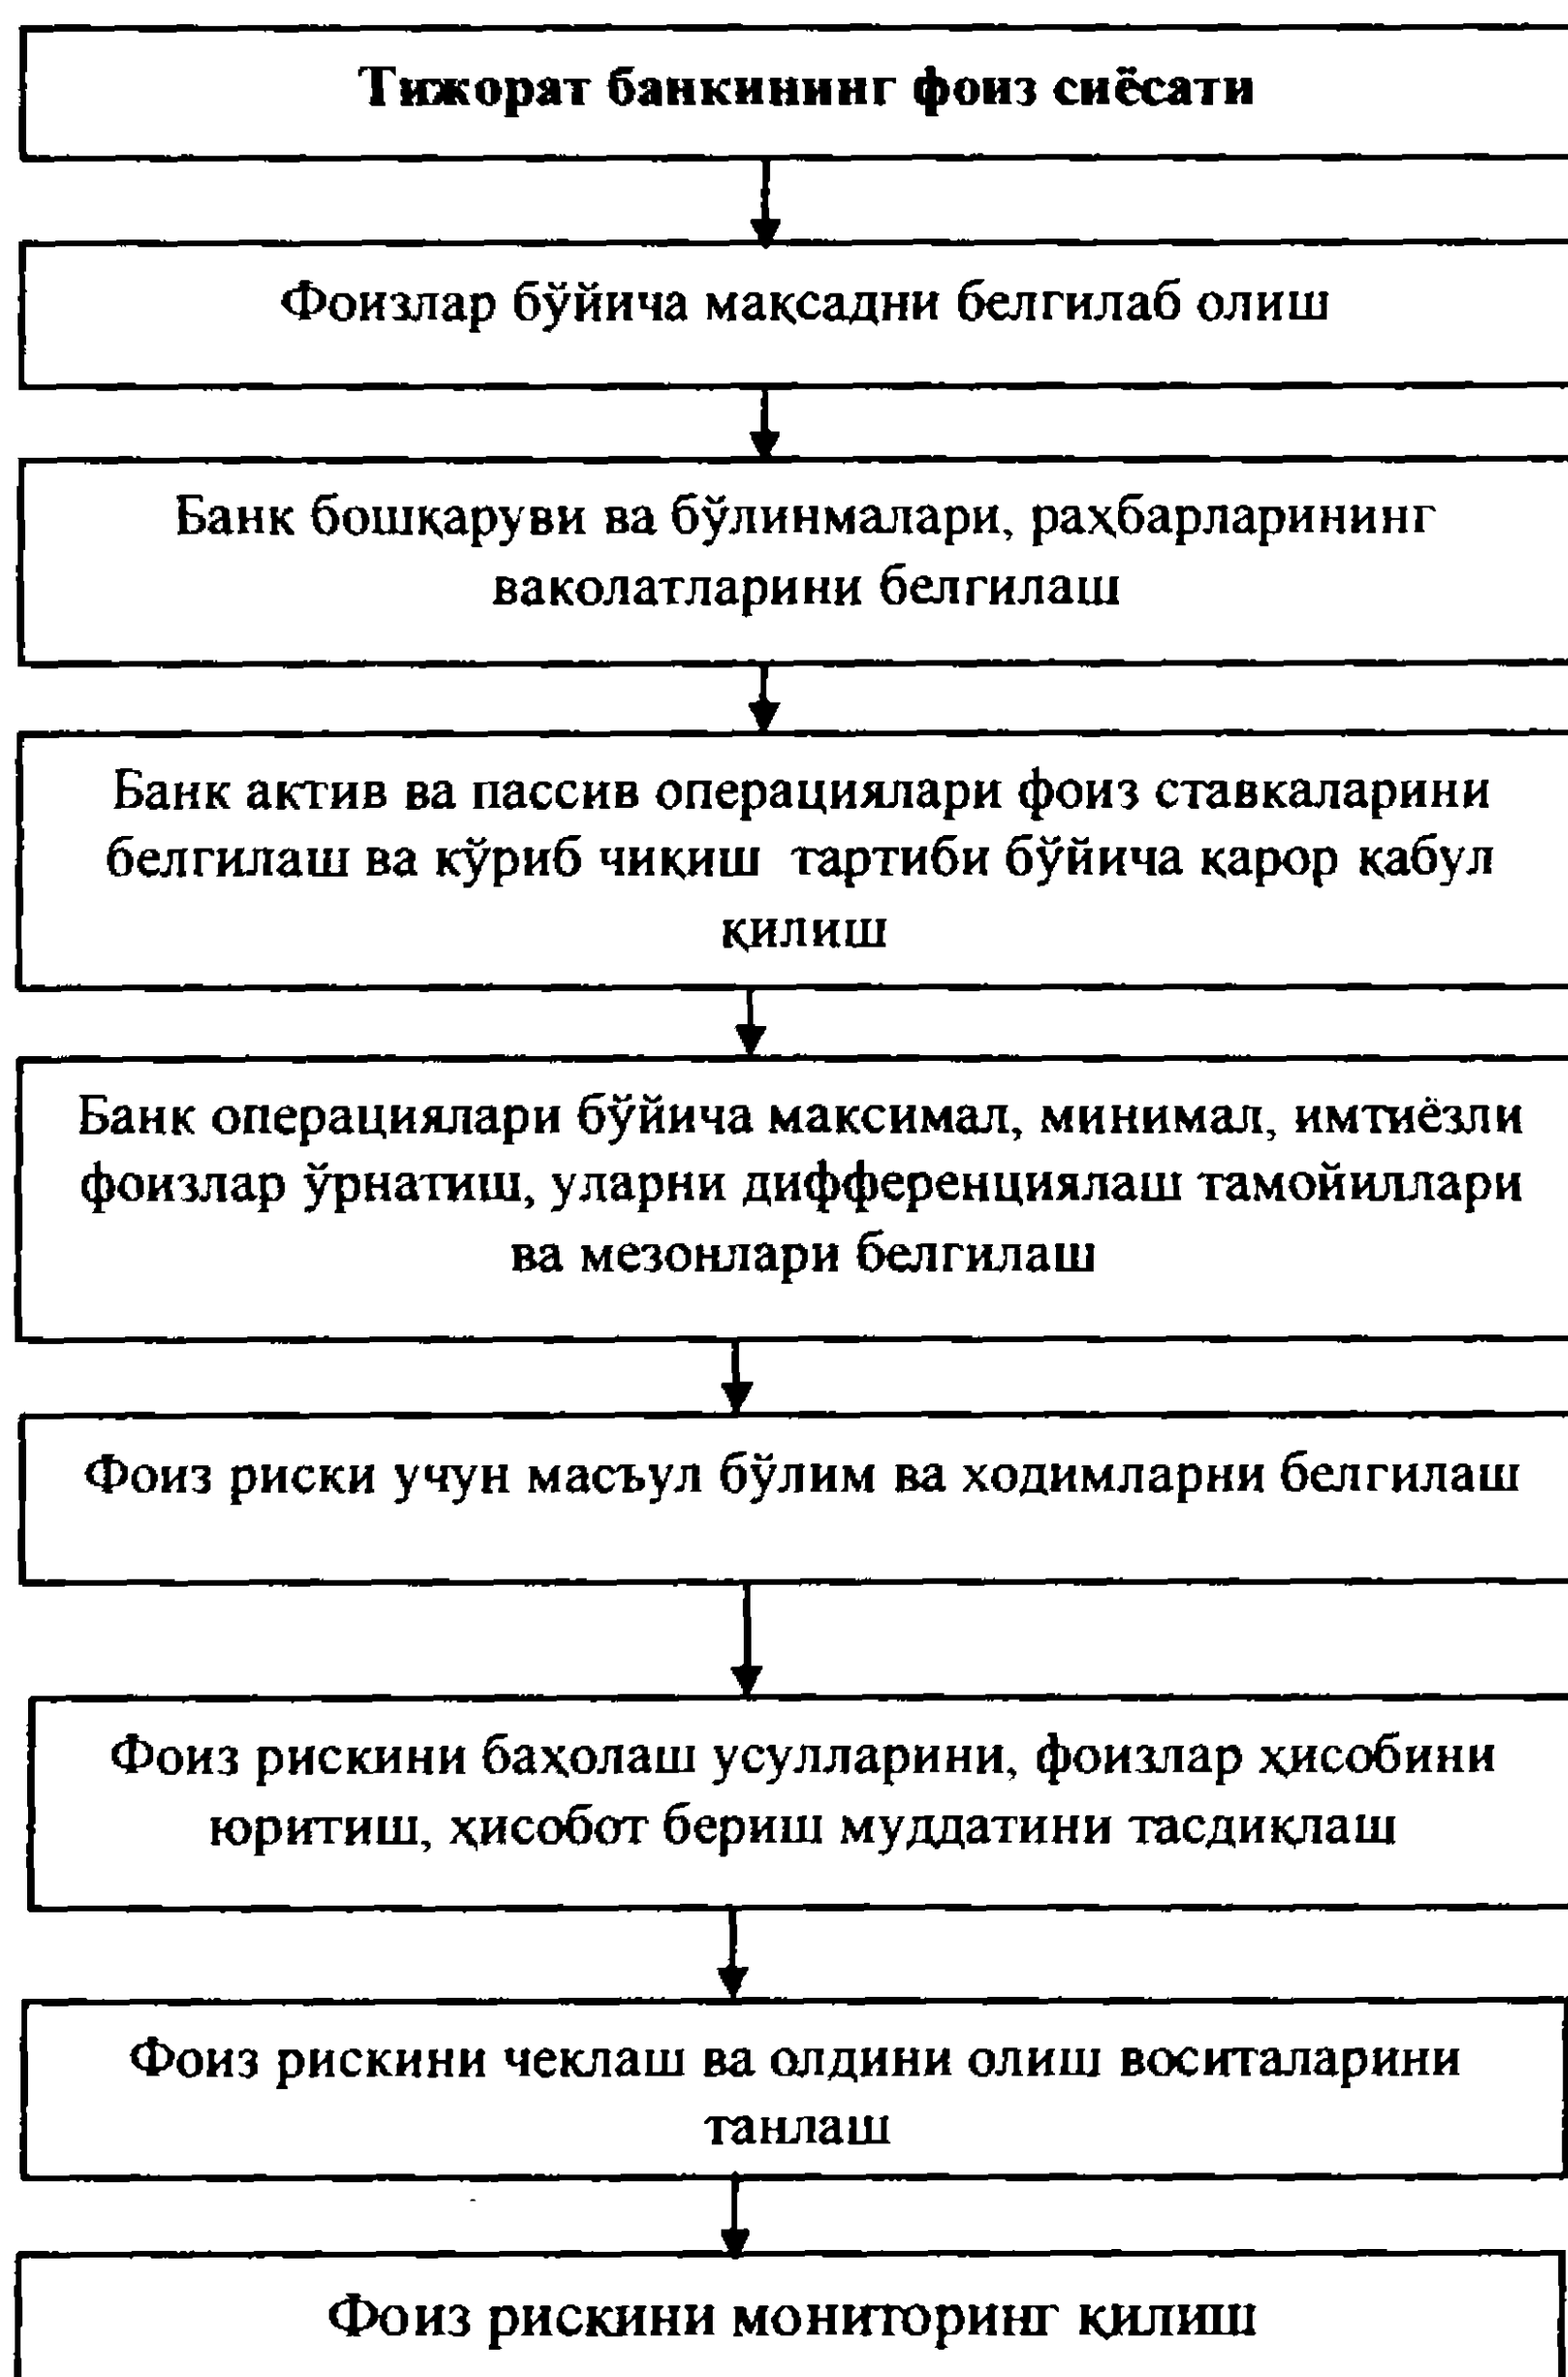 Тижорат банкининг фоиз сиёсати
Фоизлар бўйича мақсадни белгилаб олиш
Банк бошқаруви ва бўлинмалари, раҳбарларининг
ваколатларини белгилаш
Банк актив ва пассив операциялари фоиз ставкаларини
белгилаш ва кўриб чиқиш тартиби бўйича қарор қабул
қилиш
Банк операциялари бўйича максимал, минимал, имтиёзли
фоизлар ўрнатиш, уларни дифференциялаш тамойиллари
ва мезонлари белгилаш
Фоиз риски учун масъул бўлим ва ходимларни белгилаш
Фоиз рискини баҳолаш усулларини, фоизлар ҳисобини
юритиш, ҳисобот бериш муддатини тасдиқлаш
Фоиз рискини чеклаш ва олдини олиш воситаларини
танлаш
Фоиз рискини мониторинг қилиш